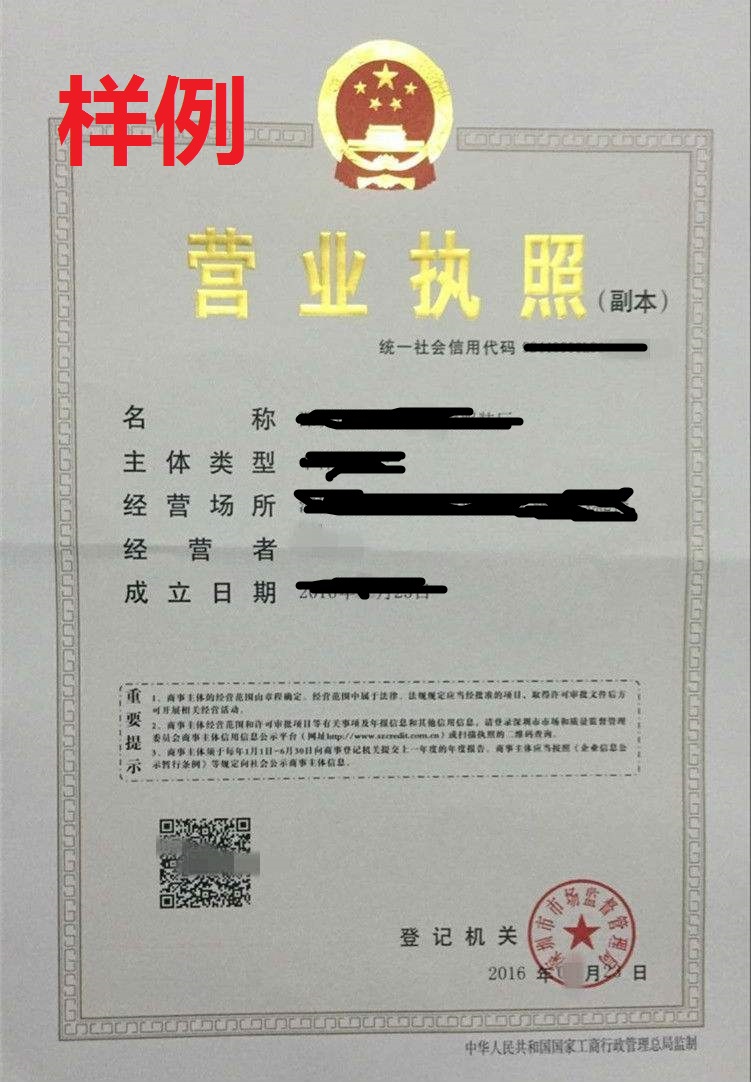 样例
营业执照(副本)
统一社会信用代码
名称
主体类型
经营场所
经营者
成立日期
重要提示
1、商事主体的经营范围由章程确定。经营范围中属于法律、法规规定应当经批准的项目,取得许可审批文件后方
可开展相关经营活动。
2、商事主体经营范围和许可审批项目等有关事项及年报信息和其他信用信息,请登录深圳市市场和质量监督管理
委员会商事主体信用信息公示平台(网址http://www.szcredit.com.cn)或扫描执照的二维码查询。
3、商事主体须于每年1月1日-6月30日向商事登记机关提交上一年度的年度报告。商事主体应当按照《企业信息公
示暂行条例》等规定向社会公示商事主体信息。
深圳市市场监督管理局
登记机关
2016年 月 日
中华人民共和国国家工商行政管理总局监制